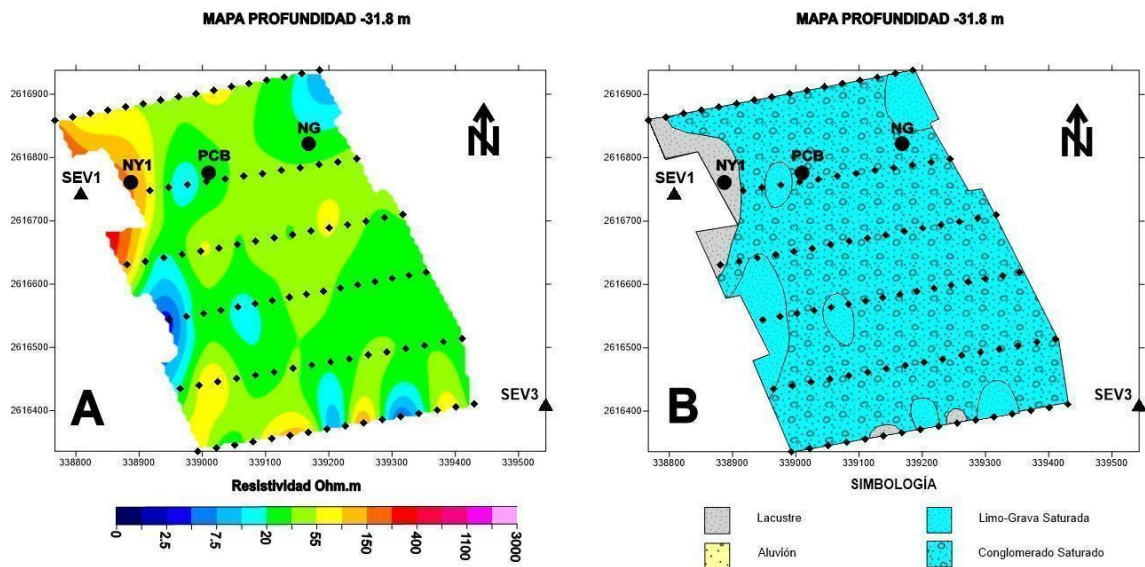 MAPA PROFUNDIDAD -31.8 m
2616900
2616800
2616700
2616600
2616500
2616400
N
NG
PCB
NY1
SEV1
SEV3
A
338800 338900 339000 339100 339200 339300 339400 339500
Resistividad Ohm.m
0 2.5 7.5 20 55 150 400 1100 3000
MAPA PROFUNDIDAD -31.8 m
2616900
2616800
2616700
2616600
2616500
2616400
N
NG
PCB
NY1
SEV1
SEV3
B
338800 338900 339000 339100 339200 339300 339400 339500
SIMBOLOGÍA
Lacustre
Limo-Grava Saturada
Aluvión
Conglomerado Saturado